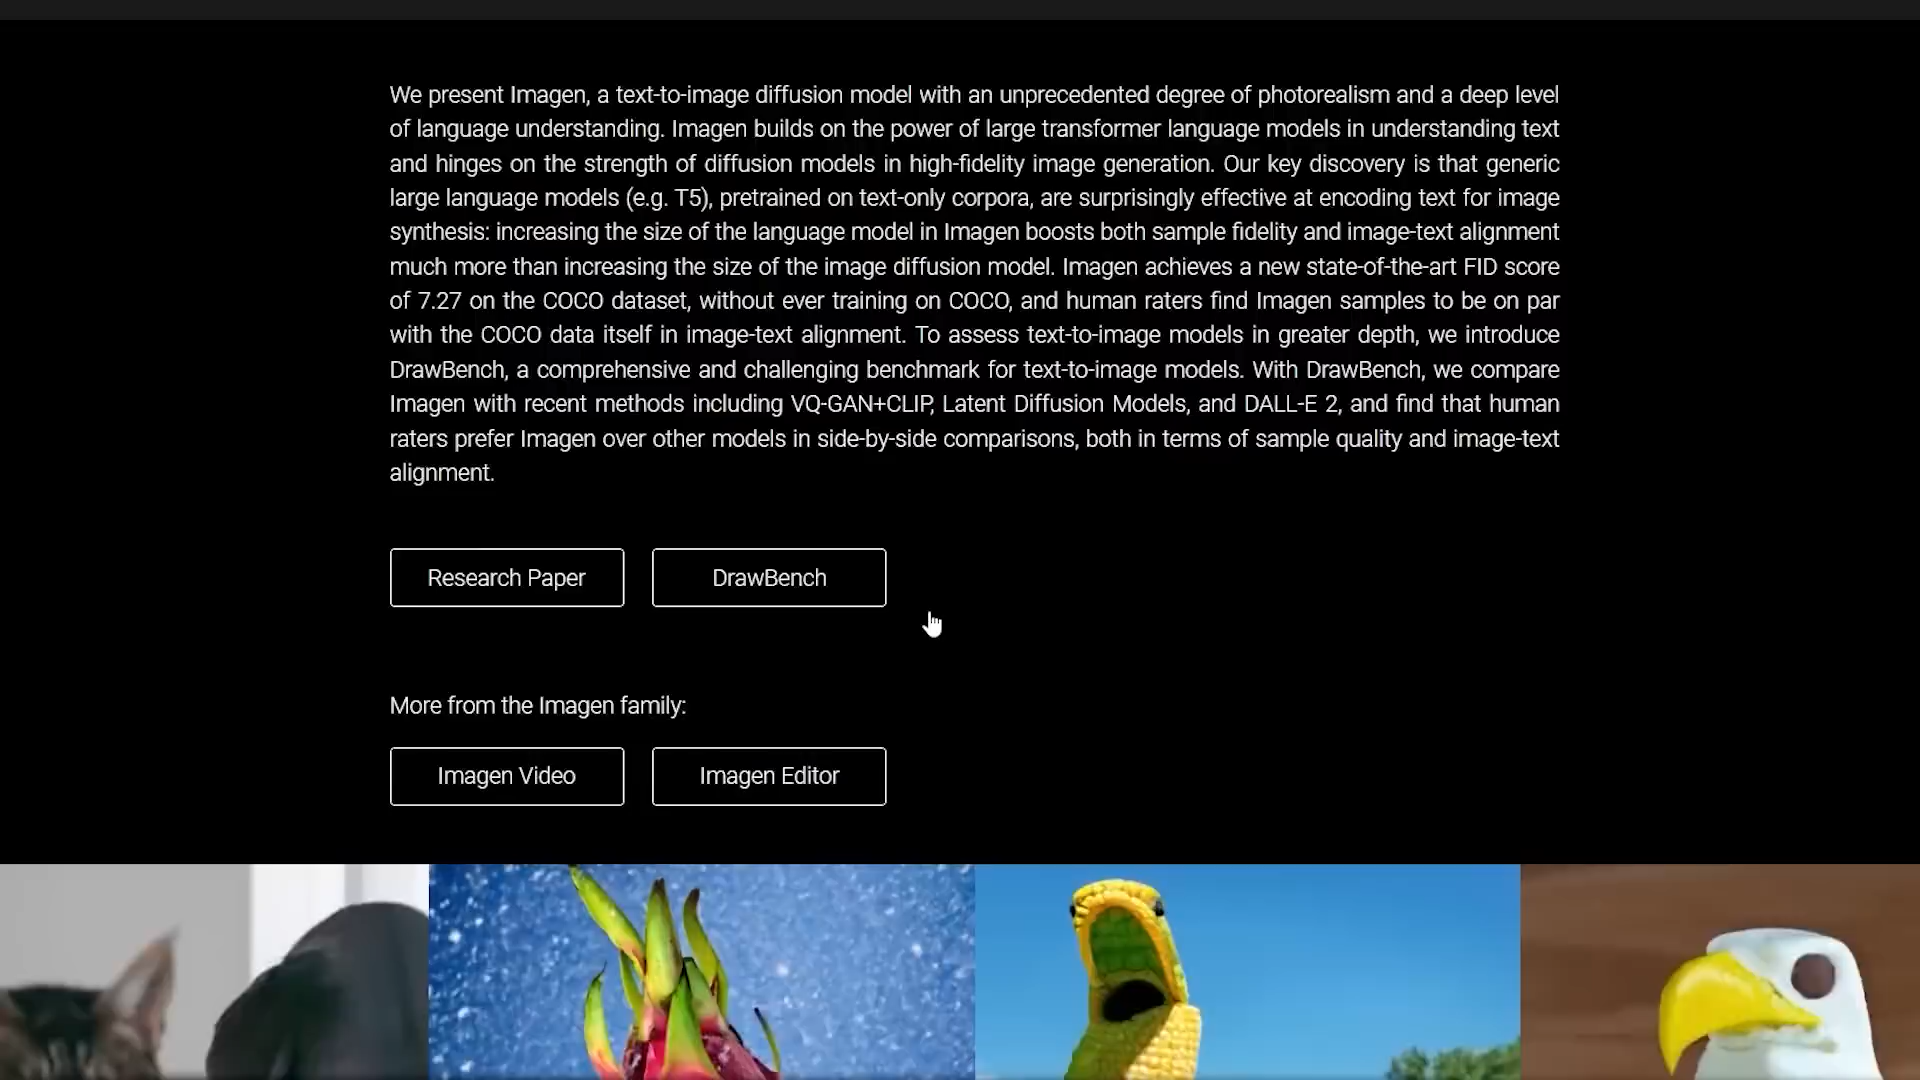 We present Imagen, a text-to-image diffusion model with an unprecedented degree of photorealism and a deep level
of language understanding. Imagen builds on the power of large transformer language models in understanding text
and hinges on the strength of diffusion models in high-fidelity image generation. Our key discovery is that generic
large language models (e.g. T5), pretrained on text-only corpora, are surprisingly effective at encoding text for image
synthesis: increasing the size of the language model in Imagen boosts both sample fidelity and image-text alignment
much more than increasing the size of the image diffusion model. Imagen achieves a new state-of-the-art FID score
of 7.27 on the COCO dataset, without ever training on COCO, and human raters find Imagen samples to be on par
with the COCO data itself in image-text alignment. To assess text-to-image models in greater depth, we introduce
DrawBench, a comprehensive and challenging benchmark for text-to-image models. With DrawBench, we compare
Imagen with recent methods including VQ-GAN+CLIP, Latent Diffusion Models, and DALL-E 2, and find that human
raters prefer Imagen over other models in side-by-side comparisons, both in terms of sample quality and image-text
alignment.
Research Paper DrawBench
More from the Imagen family:
Imagen Video Imagen Editor